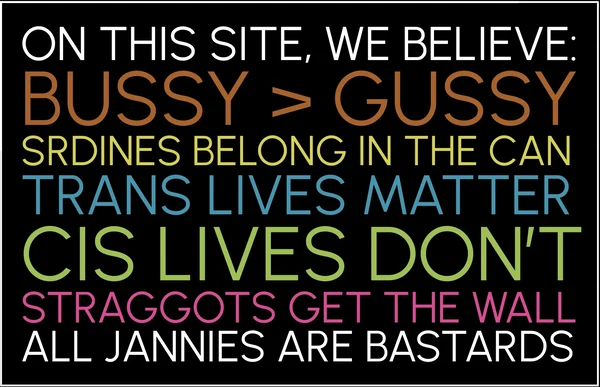 ON THIS SITE, WE BELIEVE:
BUSSY > GUSSY
SRDINES BELONG IN THE CAN
TRANS LIVES MATTER
CIS LIVES DON'T
STRAGGOTS GET THE WALL
ALL JANNIES ARE BASTARDS